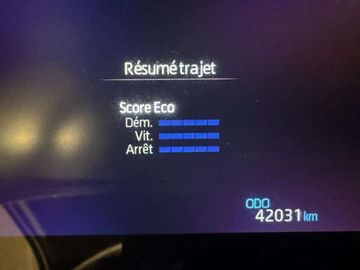 Résumé trajet
Score Eco
Dém.
Vit.
Arrêt
ODO
42031 km